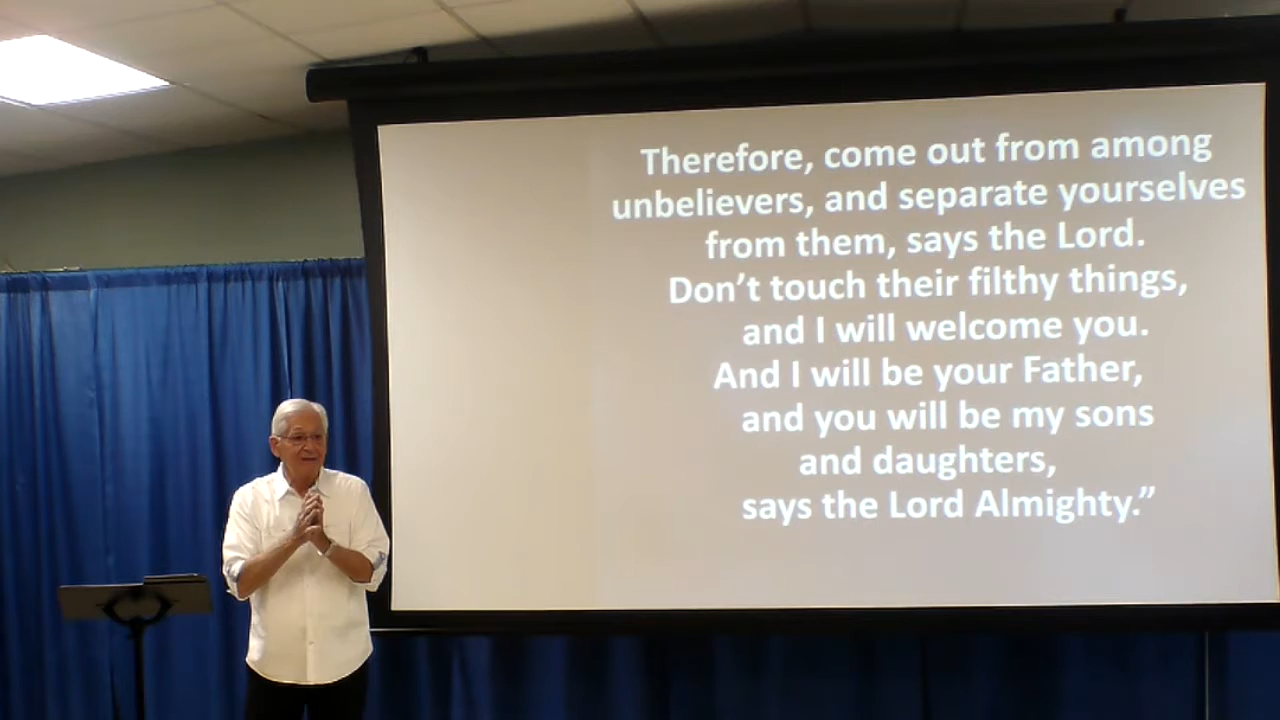 Therefore, come out from among
unbelievers, and separate yourselves
from them, says the Lord.
Don’t touch their filthy things,
and I will welcome you.
And I will be your Father,
and you will be my sons
and daughters,
says the Lord Almighty.”